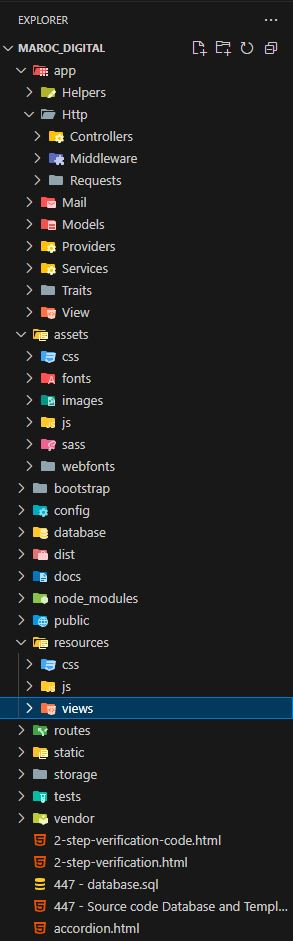 EXPLORER
MAROC_DIGITAL
app
Helpers
Http
Controllers
Middleware
Requests
Mail
Models
Providers
Services
Traits
View
assets
css
fonts
images
js
sass
webfonts
bootstrap
config
database
dist
docs
node_modules
public
resources
css
js
views
routes
static
storage
tests
vendor
2-step-verification-code.html
2-step-verification.html
447 - database.sql
447 - Source code Database and Templ...
accordion.html